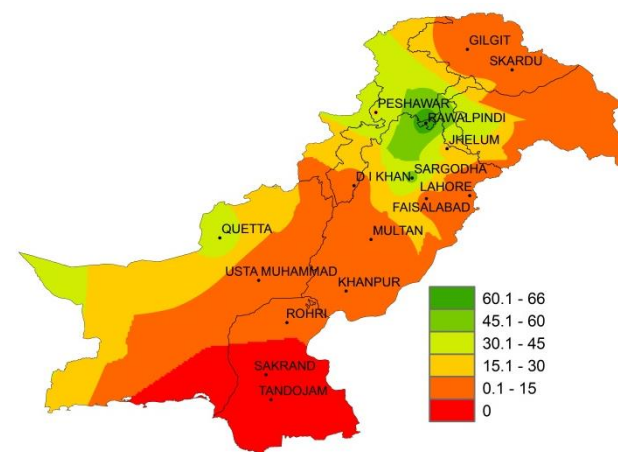 GILGIT
SKARDU
PESHAWAR
RAWALPINDI
JHELUM
SARGODHA
D I KHAN
LAHORE
FAISALABAD
QUETTA
MULTAN
USTA MUHAMMAD
KHANPUR
ROHRI
SAKRAND
TANDOJAM
60.1 - 66
45.1 - 60
30.1 - 45
15.1 - 30
0.1 - 15
0